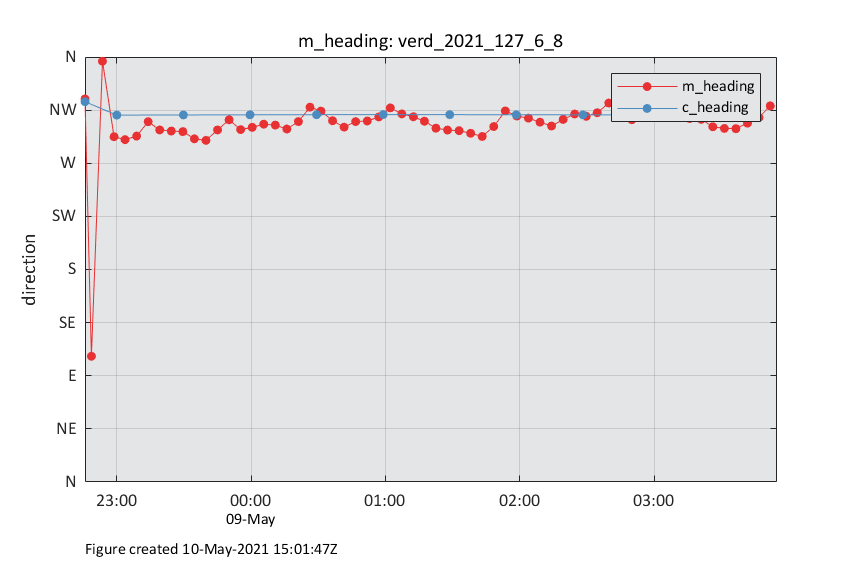 m_heading: verd_2021_127_6_8
N
NW
W
SW
S
SE
E
NE
N
direction
m_heading
c_heading
23:00
00:00
01:00
02:00
03:00
09-May
Figure created 10-May-2021 15:01:47Z